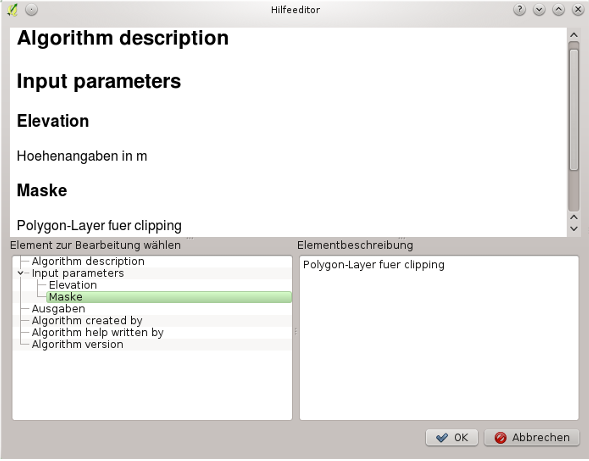 Hilfeeditor
Algorithm description
Input parameters
Elevation
Hoehenangaben in m
Maske
Polygon-Layer fuer clipping
Element zur Bearbeitung wählen
Elementbeschreibung
Algorithm description
Input parameters
Elevation
Maske
Ausgaben
Algorithm created by
Algorithm help written by
Algorithm version
Polygon-Layer fuer clipping
OK
Abbrechen